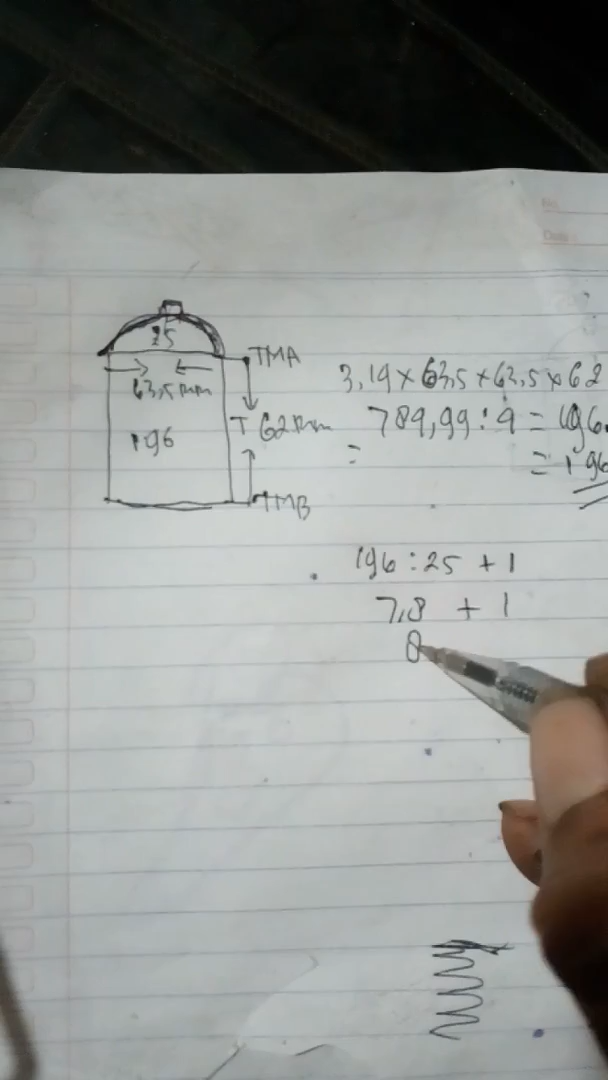 25
TMA
63,5 mm
3,14 × 63,5 × 63,5 × 62
T 62 mm
789,99 : 4 = 196.
196
= = 196
TMB
196 : 25 + 1
7,8 + 1
8